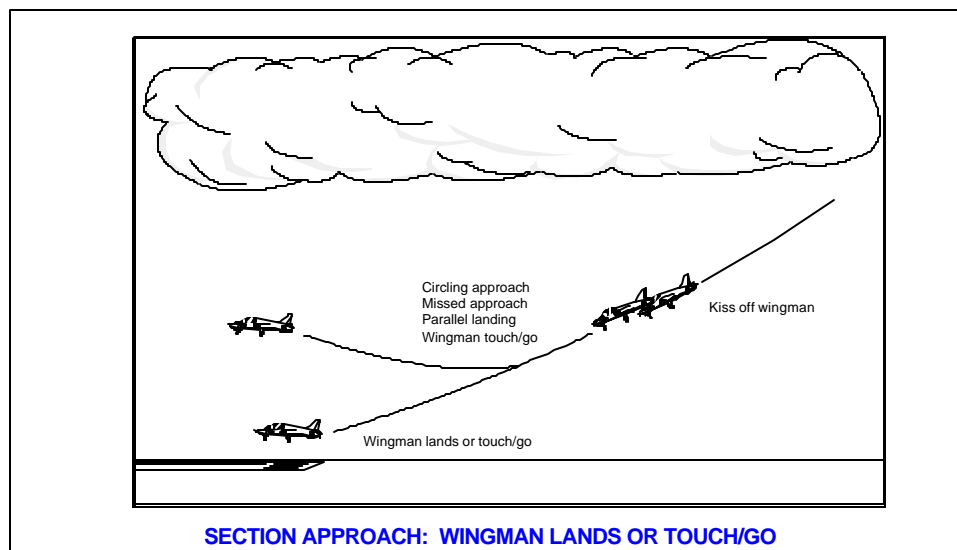 Circling approach
Missed approach
Parallel landing
Wingman touch/go
Kiss off wingman
Wingman lands or touch/go
SECTION APPROACH: WINGMAN LANDS OR TOUCH/GO